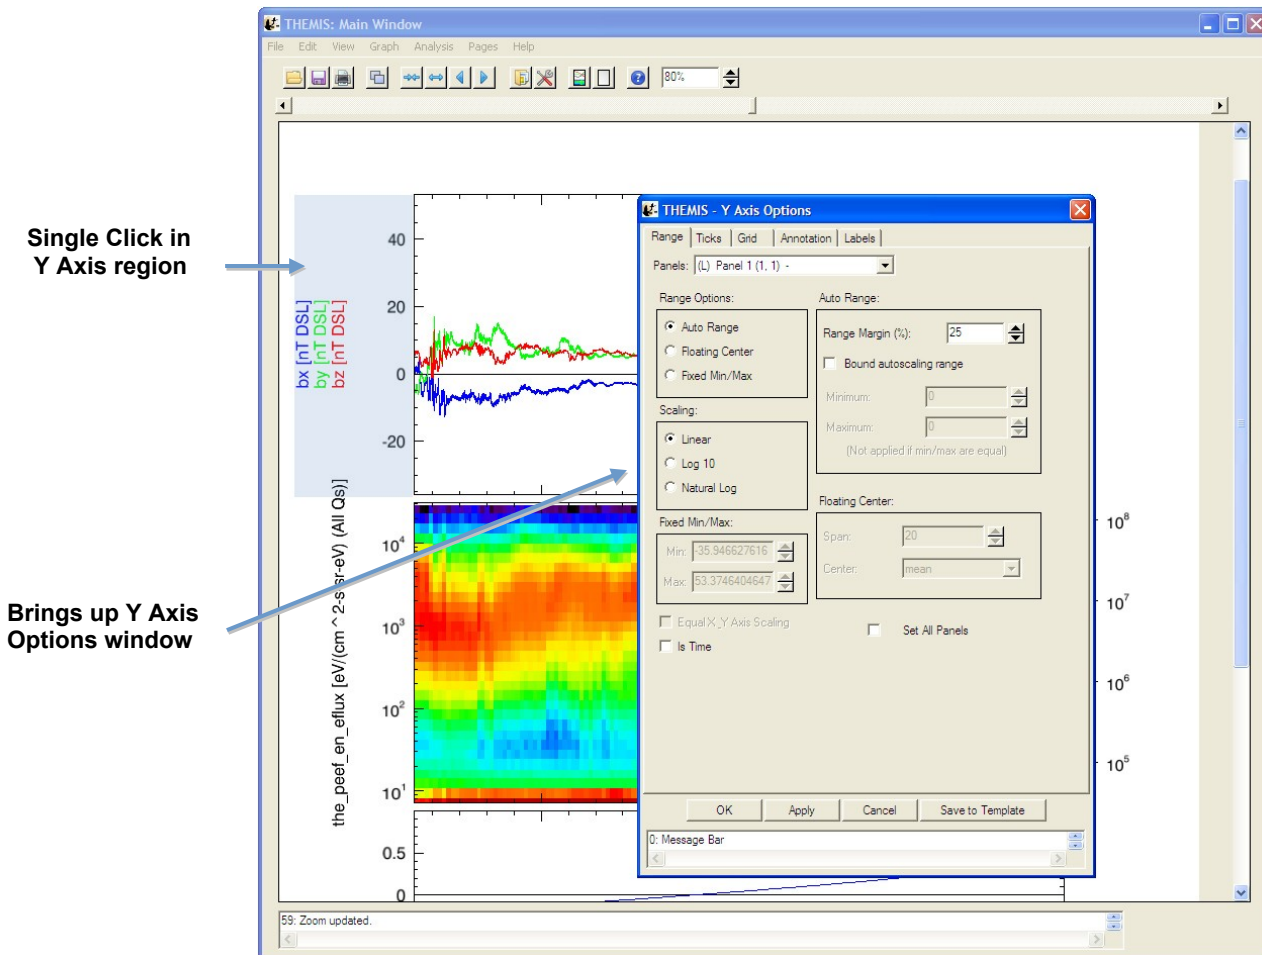 THEMIS: Main Window
File Edit View Graph Analysis Pages Help
80%
Single Click in
Y Axis region
Brings up Y Axis
Options window
bx [nT DSL]
by [nT DSL]
bz [nT DSL]
40
20
0
-20
the_peef_en_eflux [eV/(cm ^ 2-s-sr-eV) (All Qs)]
10^4
10^3
10^2
10^1
0.5
0
10^8
10^7
10^6
10^5
THEMIS - Y Axis Options
Range Ticks Grid Annotation Labels
Panels: (L) Panel 1 (1, 1) -
Range Options:
Auto Range
Floating Center
Fixed Min/Max
Scaling:
Linear
Log 10
Natural Log
Fixed Min/Max:
Min: -35.946627616
Max: 53.3746404647
Equal X_Y Axis Scaling
Is Time
Auto Range:
Range Margin (%): 25
Bound autoscaling range
Minimum: 0
Maximum: 0
(Not applied if min/max are equal)
Floating Center:
Span: 20
Center: mean
Set All Panels
OK Apply Cancel Save to Template
0: Message Bar
59: Zoom updated.